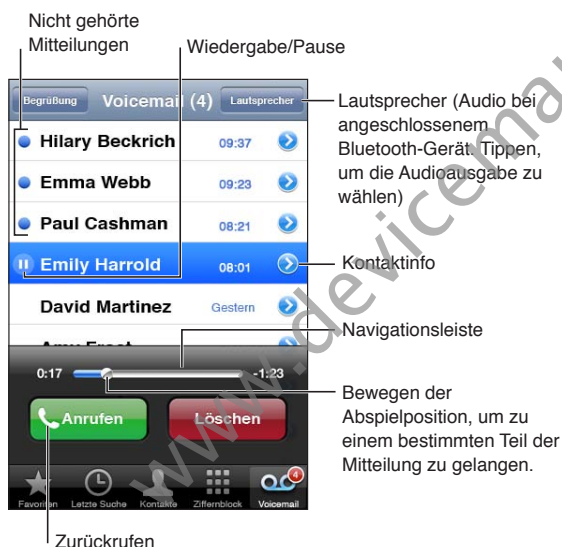 Nicht gehörte
Mitteilungen
Wiedergabe/Pause
Begrüßung Voicemail (4) Lautsprecher
Lautsprecher (Audio bei
angeschlossenem
Bluetooth-Gerät. Tippen,
um die Audioausgabe zu
wählen)
Hilary Beckrich 09:37
Emma Webb 09:23
Paul Cashman 08:21
Emily Harrold 08:01
Kontaktinfo
David Martinez Gestern
Amy Frost
Navigationsleiste
0:17 -1:23
Anrufen Löschen
Bewegen der
Abspielposition, um zu
einem bestimmten Teil der
Mitteilung zu gelangen.
4
Favoriten Letzte Suche Kontakte Ziffernblock Voicemail
Zurückrufen
www.devicema